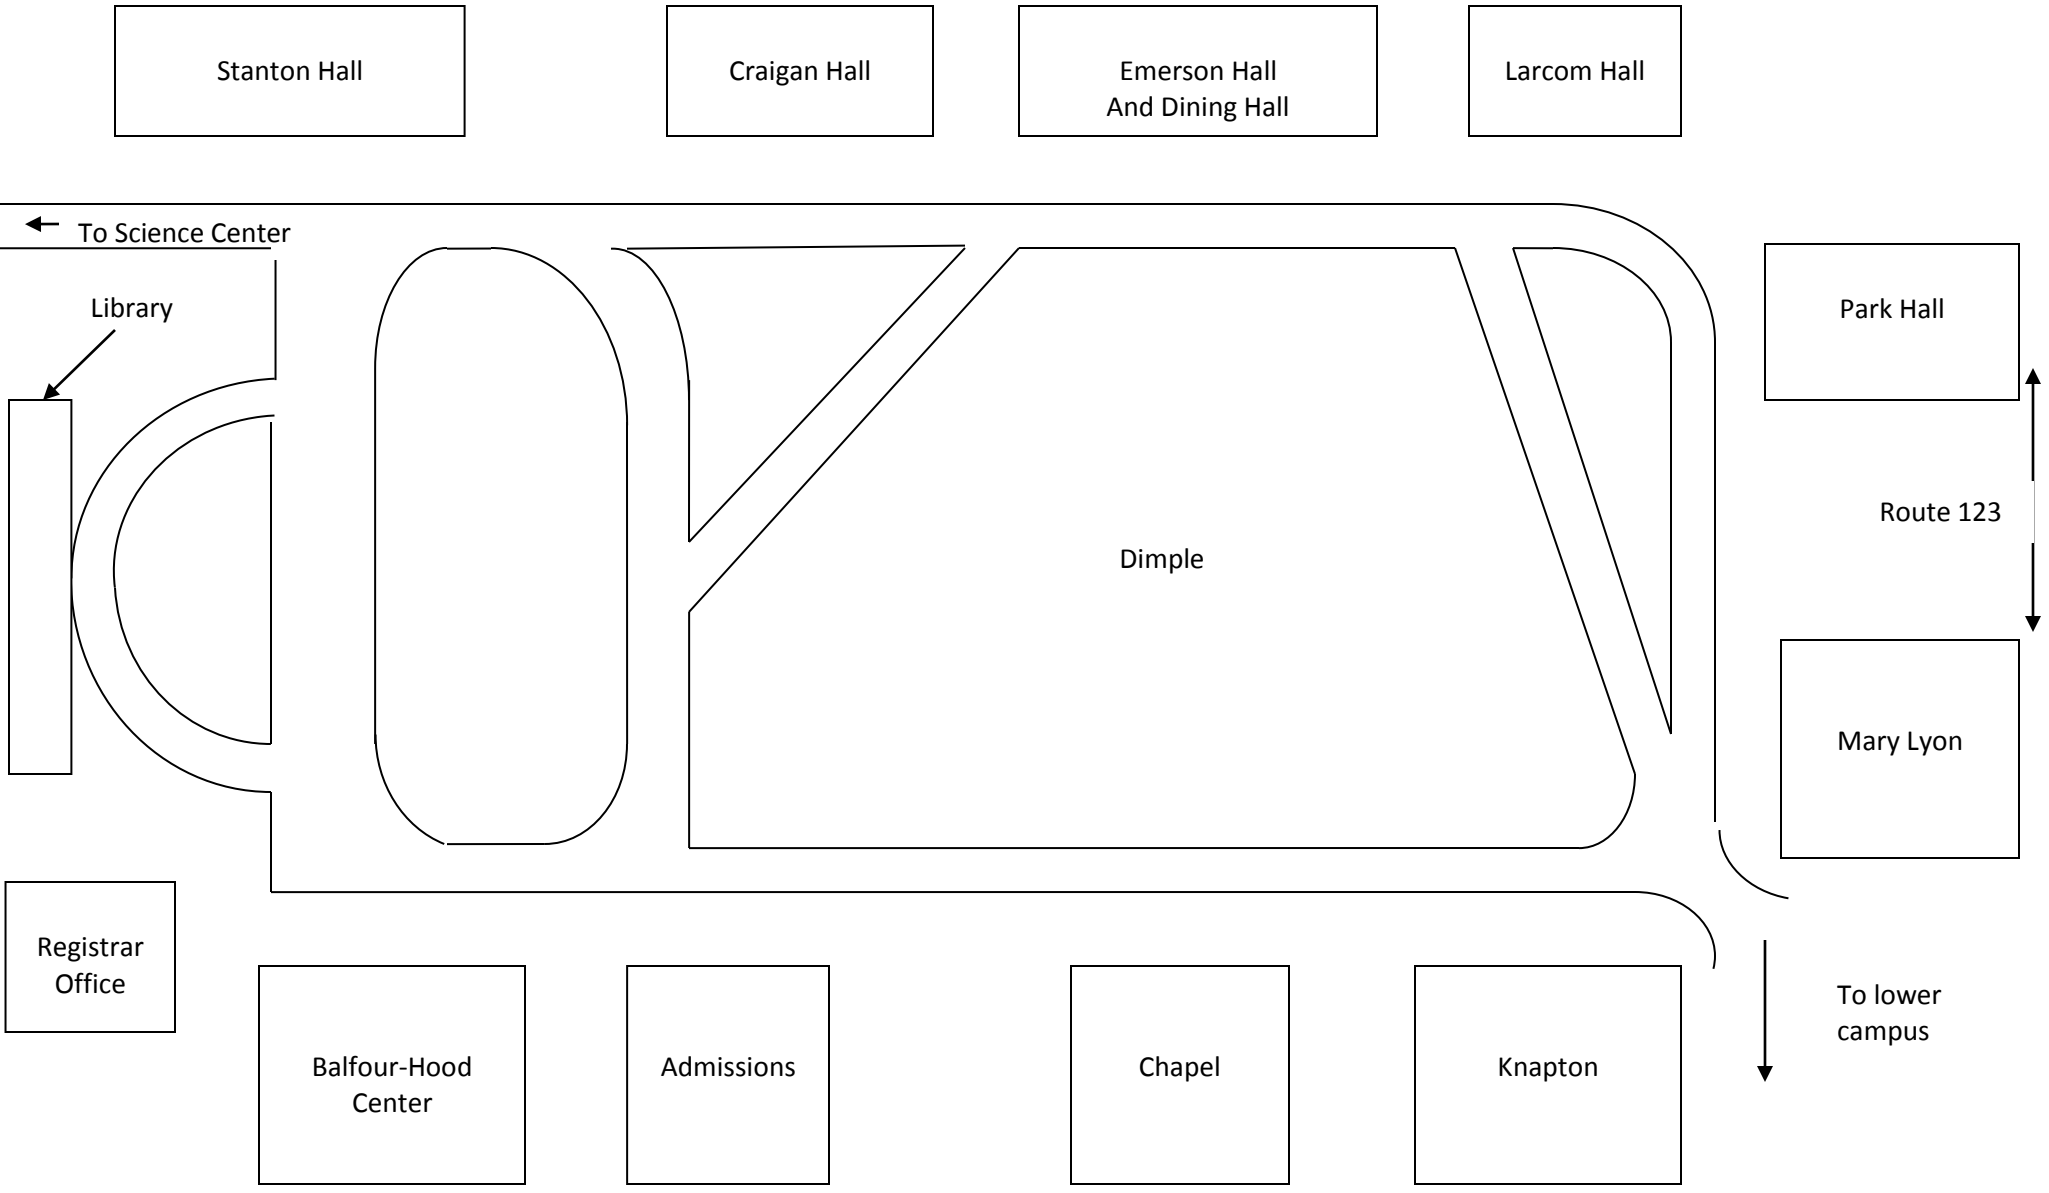 Stanton Hall
Craigan Hall
Emerson Hall
And Dining Hall
Larcom Hall
To Science Center
Library
Park Hall
Route 123
Dimple
Mary Lyon
Registrar
Office
To lower
campus
Balfour-Hood
Center
Admissions
Chapel
Knapton